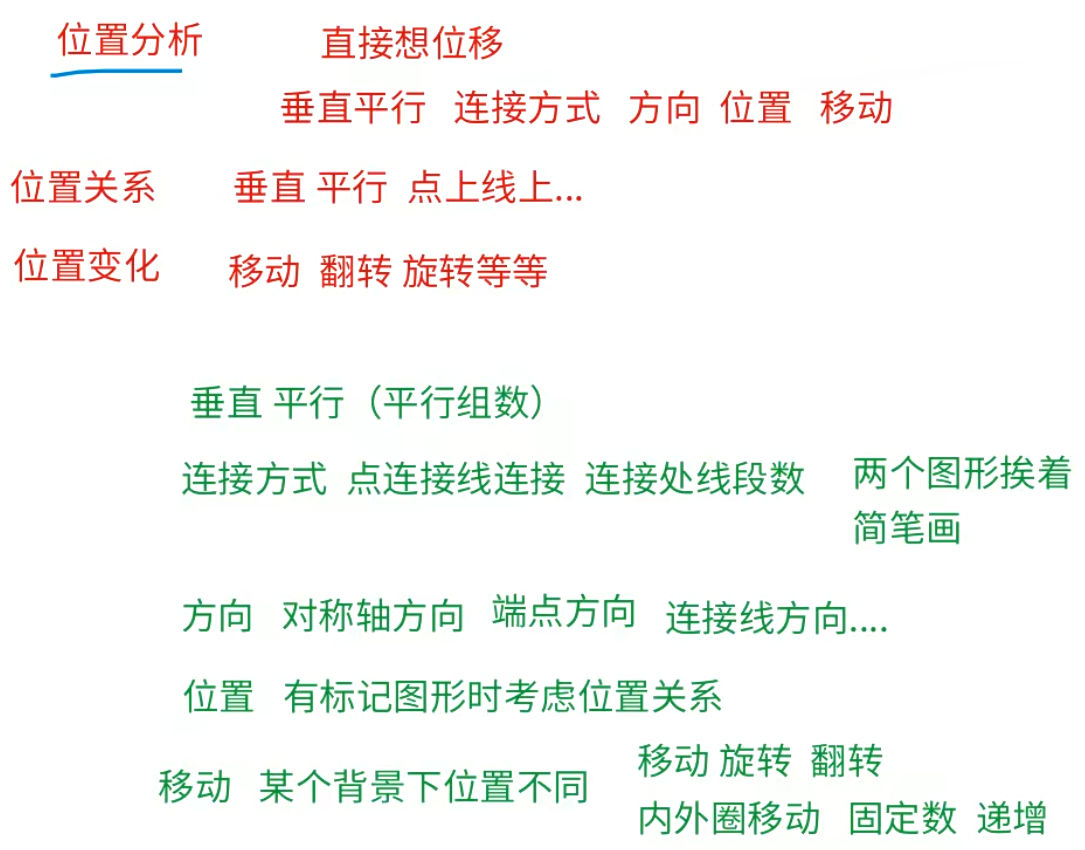 位置分析 直接想位移
垂直平行 连接方式 方向 位置 移动
位置关系 垂直 平行 点上线上...
位置变化 移动 翻转 旋转等等
垂直 平行（平行组数）
连接方式 点连接线连接 连接处线段数 两个图形挨着
简笔画
方向 对称轴方向 端点方向 连接线方向....
位置 有标记图形时考虑位置关系
移动 某个背景下位置不同 移动 旋转 翻转
内外圈移动 固定数 递增